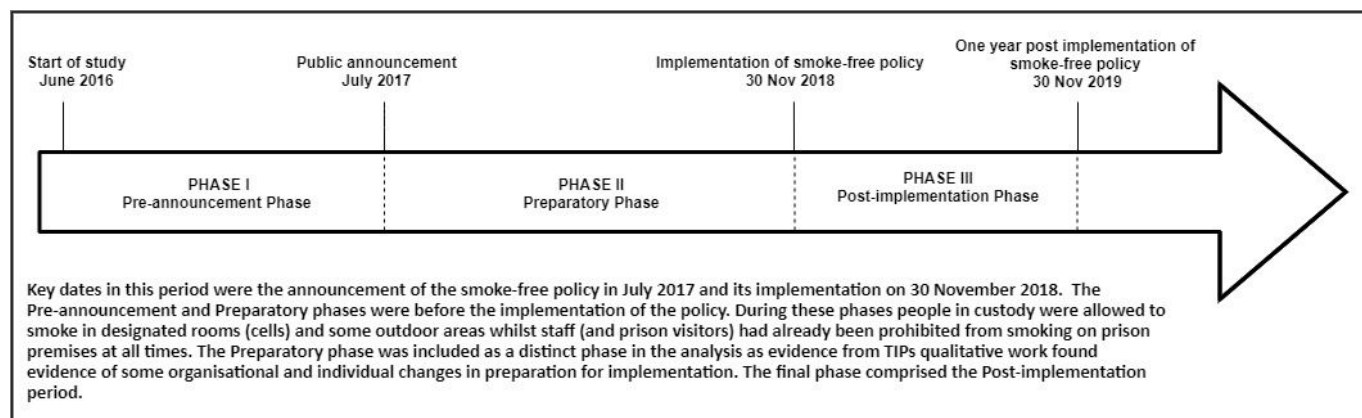 Start of study
June 2016
Public announcement
July 2017
Implementation of smoke-free policy
30 Nov 2018
One year post implementation of
smoke-free policy
30 Nov 2019
PHASE I
Pre-announcement Phase
PHASE II
Preparatory Phase
PHASE III
Post-implementation Phase
Key dates in this period were the announcement of the smoke-free policy in July 2017 and its implementation on 30 November 2018. The
Pre-announcement and Preparatory phases were before the implementation of the policy. During these phases people in custody were allowed to
smoke in designated rooms (cells) and some outdoor areas whilst staff (and prison visitors) had already been prohibited from smoking on prison
premises at all times. The Preparatory phase was included as a distinct phase in the analysis as evidence from TIPs qualitative work found
evidence of some organisational and individual changes in preparation for implementation. The final phase comprised the Post-implementation
period.